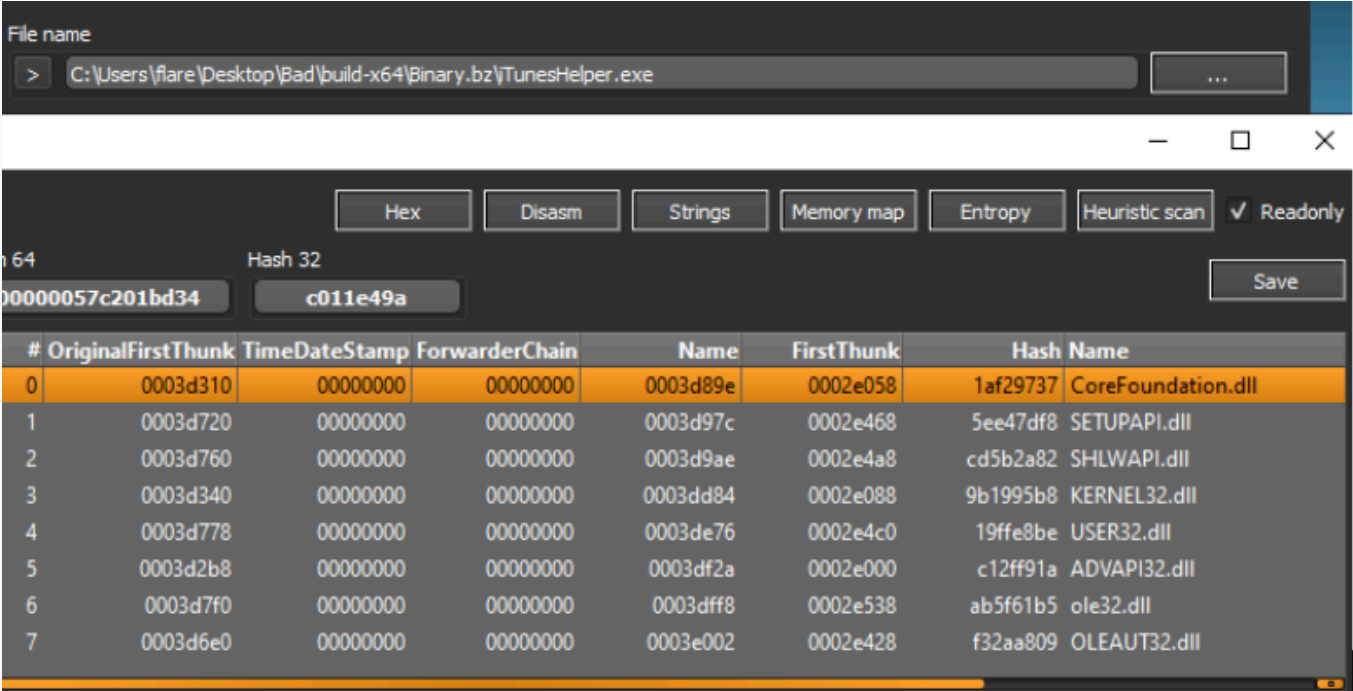 File name
> C:\Users\flare\Desktop\Bad\build-x64\Binary.bz\iTunesHelper.exe ...
Hex Disasm Strings Memory map Entropy Heuristic scan Readonly
64 Hash 32
00000057c201bd34 c011e49a Save
# OriginalFirstThunk TimeDateStamp ForwarderChain Name FirstThunk Hash Name
0 0003d310 00000000 00000000 0003d89e 0002e058 1af29737 CoreFoundation.dll
1 0003d720 00000000 00000000 0003d97c 0002e468 5ee47df8 SETUPAPI.dll
2 0003d760 00000000 00000000 0003d9ae 0002e4a8 cd5b2a82 SHLWAPI.dll
3 0003d340 00000000 00000000 0003dd84 0002e088 9b1995b8 KERNEL32.dll
4 0003d778 00000000 00000000 0003de76 0002e4c0 19ffe8be USER32.dll
5 0003d2b8 00000000 00000000 0003df2a 0002e000 c12ff91a ADVAPI32.dll
6 0003d7f0 00000000 00000000 0003dff8 0002e538 ab5f61b5 ole32.dll
7 0003d6e0 00000000 00000000 0003e002 0002e428 f32aa809 OLEAUT32.dll